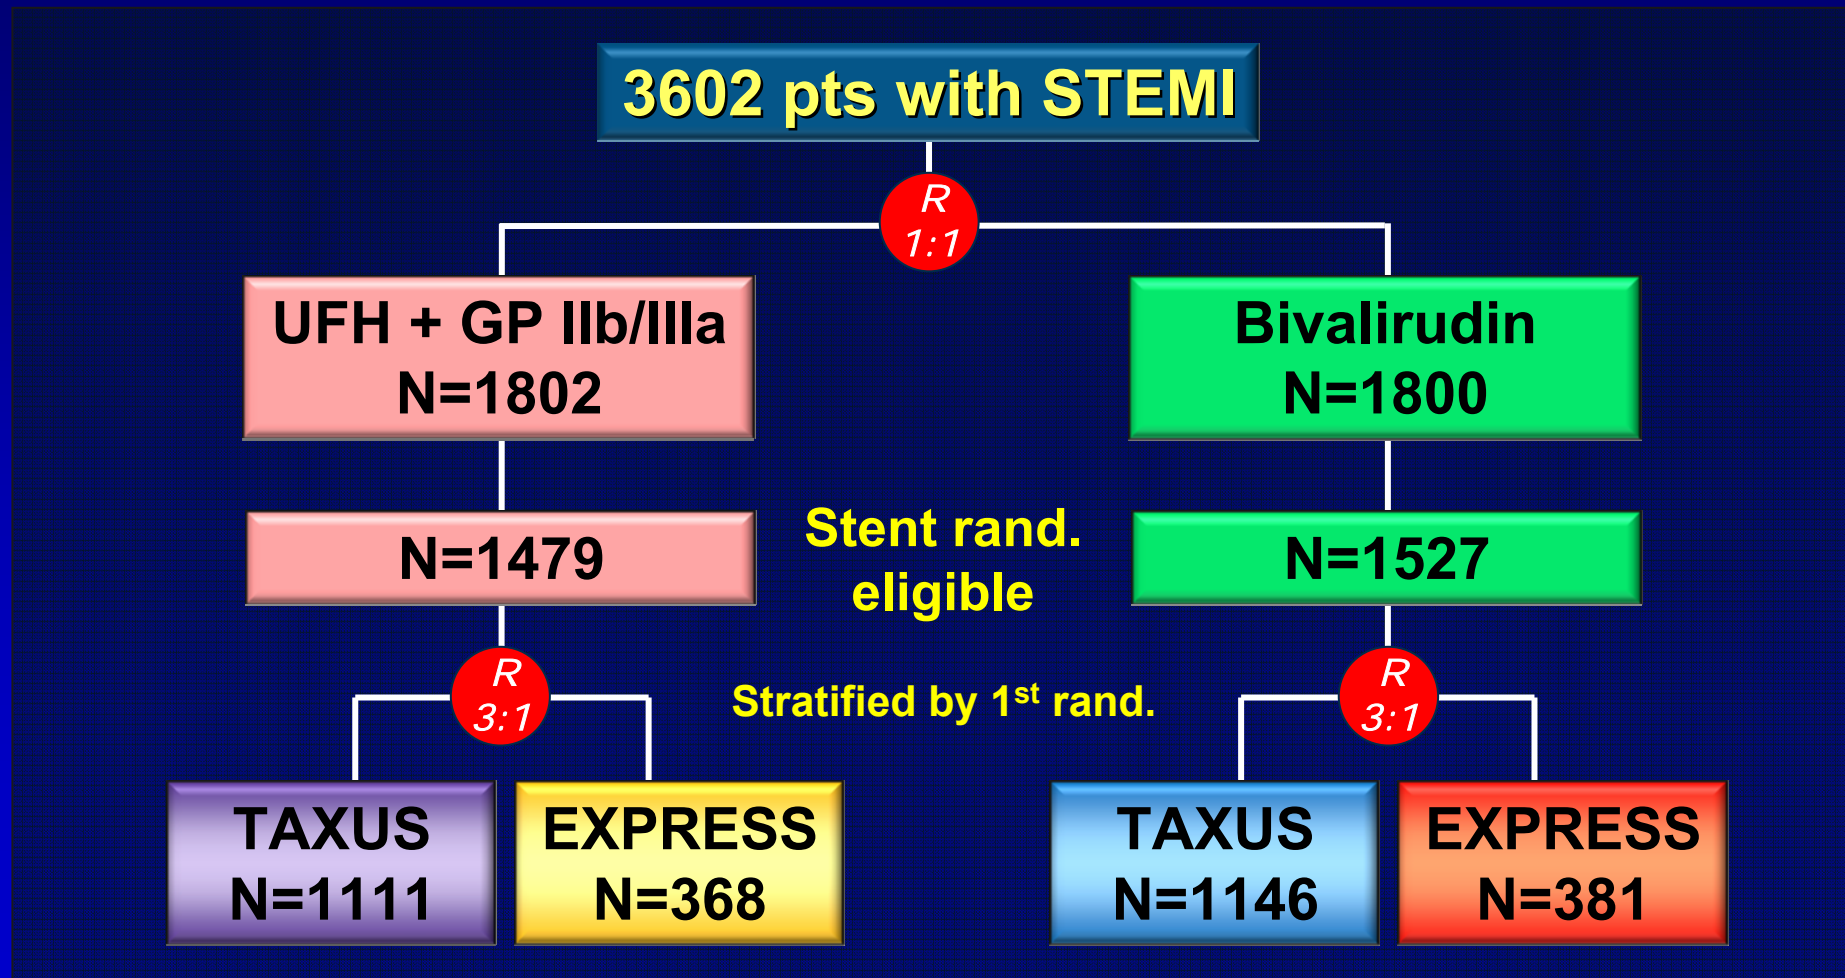 3602 pts with STEMI
R
1:1
UFH + GP IIb/IIIa
N=1802
Bivalirudin
N=1800
N=1479
Stent rand.
eligible
N=1527
R
3:1
Stratified by 1st rand.
R
3:1
TAXUS
N=1111
EXPRESS
N=368
TAXUS
N=1146
EXPRESS
N=381